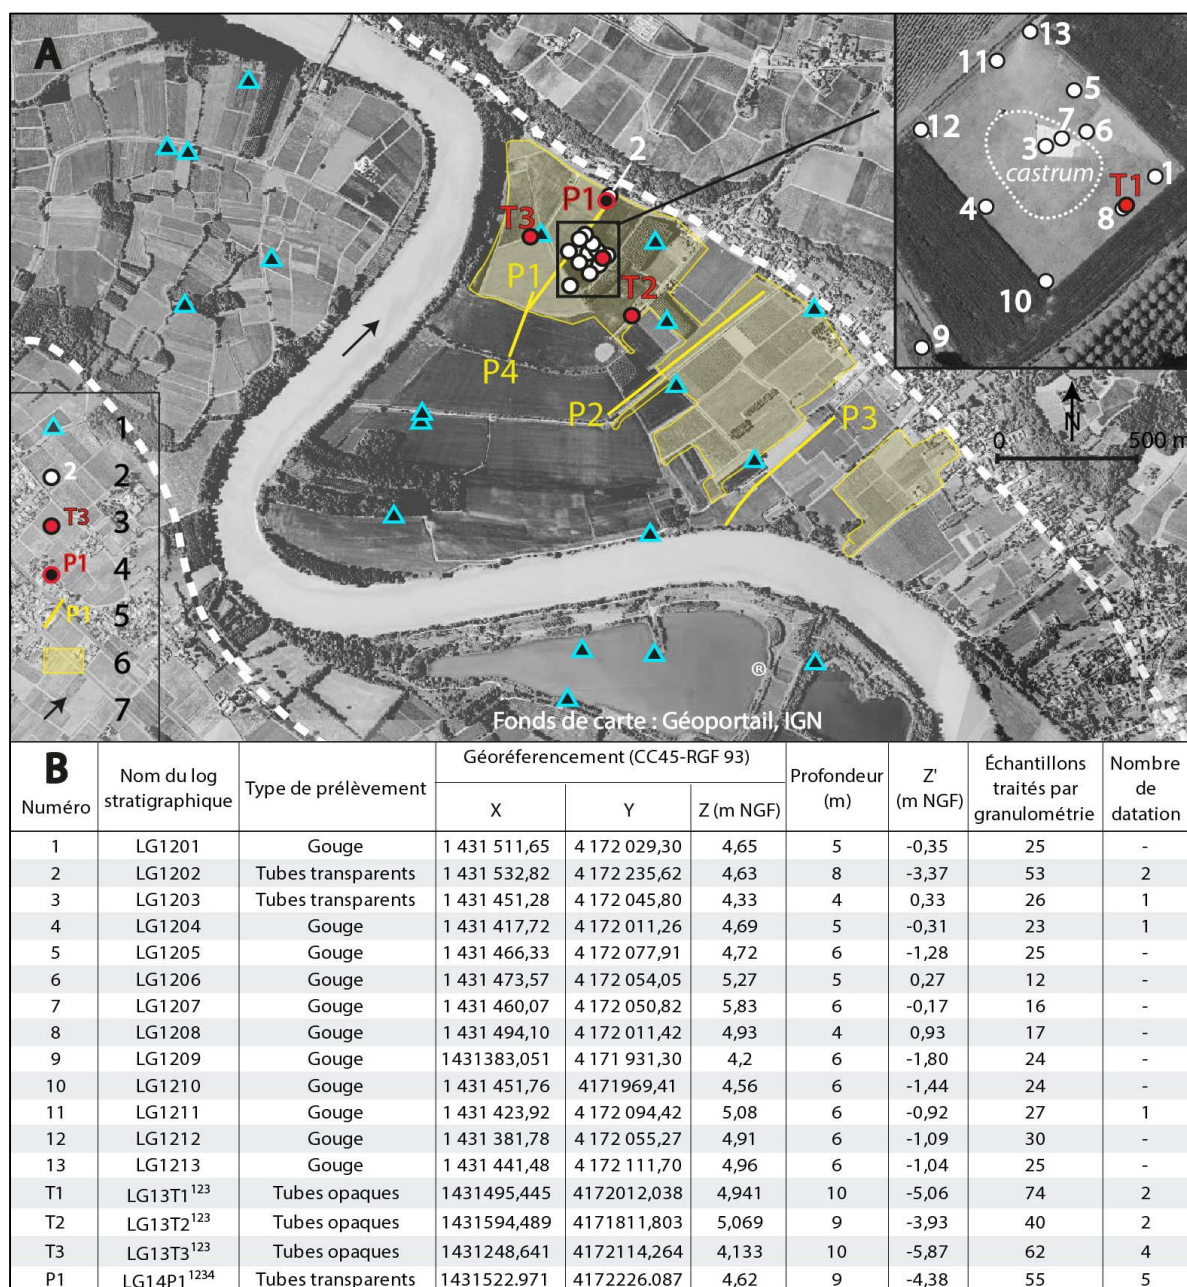 A
13
11
5
7
6
12
3
castrum
1
T1
4
8
10
9
2
P1
T3
P1
T2
P4
P2
P3
N
0 500 m
1
2 2
T3 3
P1 4
P1 5
6
7
®
Fonds de carte : Géoportail, IGN
B
Numéro Nom du log stratigraphique Type de prélèvement Géoréferencement (CC45-RGF 93) X Y Z (m NGF) Profondeur (m) Z' (m NGF) Échantillons traités par granulométrie Nombre de datation
1 LG1201 Gouge 1 431 511,65 4 172 029,30 4,65 5 -0,35 25 -
2 LG1202 Tubes transparents 1 431 532,82 4 172 235,62 4,63 8 -3,37 53 2
3 LG1203 Tubes transparents 1 431 451,28 4 172 045,80 4,33 4 0,33 26 1
4 LG1204 Gouge 1 431 417,72 4 172 011,26 4,69 5 -0,31 23 1
5 LG1205 Gouge 1 431 466,33 4 172 077,91 4,72 6 -1,28 25 -
6 LG1206 Gouge 1 431 473,57 4 172 054,05 5,27 5 0,27 12 -
7 LG1207 Gouge 1 431 460,07 4 172 050,82 5,83 6 -0,17 16 -
8 LG1208 Gouge 1 431 494,10 4 172 011,42 4,93 4 0,93 17 -
9 LG1209 Gouge 1431383,051 4 171 931,30 4,2 6 -1,80 24 -
10 LG1210 Gouge 1 431 451,76 4171969,41 4,56 6 -1,44 24 -
11 LG1211 Gouge 1 431 423,92 4 172 094,42 5,08 6 -0,92 27 1
12 LG1212 Gouge 1 431 381,78 4 172 055,27 4,91 6 -1,09 30 -
13 LG1213 Gouge 1 431 441,48 4 172 111,70 4,96 6 -1,04 25 -
T1 LG13T1¹²³ Tubes opaques 1431495,445 4172012,038 4,941 10 -5,06 74 2
T2 LG13T2¹²³ Tubes opaques 1431594,489 4171811,803 5,069 9 -3,93 40 2
T3 LG13T3¹²³ Tubes opaques 1431248,641 4172114,264 4,133 10 -5,87 62 4
P1 LG14P1¹²³⁴ Tubes transparents 1431522,971 4172226,087 4,62 9 -4,38 55 5